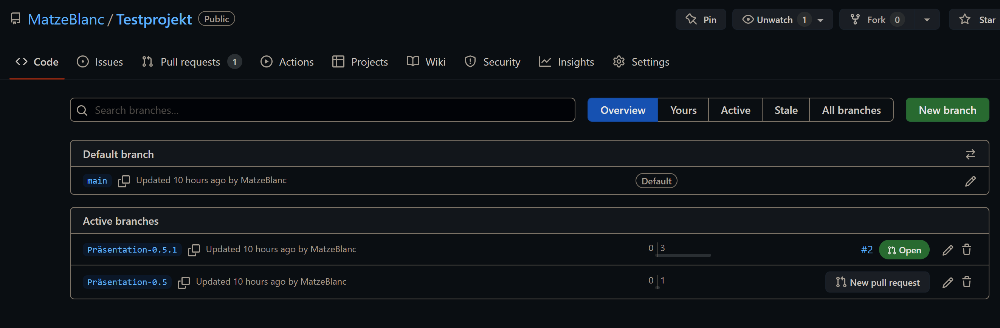 MatzeBlanc / Testprojekt Public Pin Unwatch 1 Fork 0 Star
Code Issues Pull requests 1 Actions Projects Wiki Security Insights Settings
Search branches... Overview Yours Active Stale All branches New branch
Default branch
main Updated 10 hours ago by MatzeBlanc Default
Active branches
Präsentation-0.5.1 Updated 10 hours ago by MatzeBlanc 0 3 #2 Open
Präsentation-0.5 Updated 10 hours ago by MatzeBlanc 0 1 New pull request